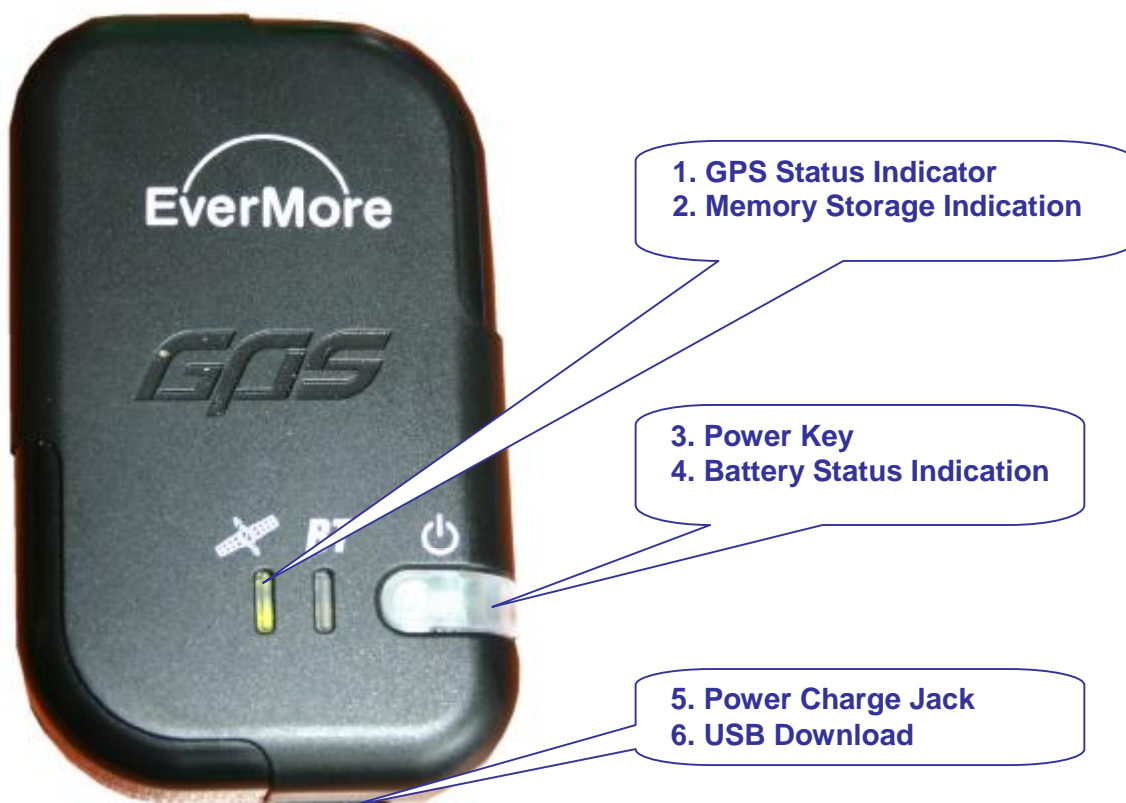 EverMore
GPS
1. GPS Status Indicator
2. Memory Storage Indication
3. Power Key
4. Battery Status Indication
5. Power Charge Jack
6. USB Download